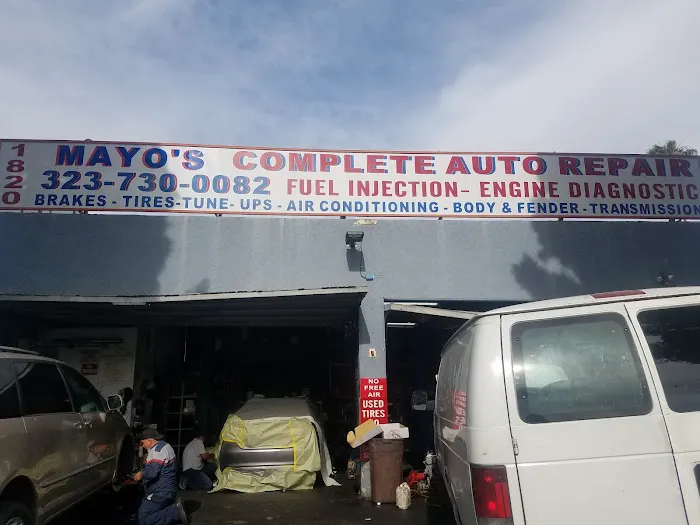 1820
MAYO'S COMPLETE AUTO REPAIR
323-730-0082 FUEL INJECTION- ENGINE DIAGNOSTIC
BRAKES - TIRES-TUNE- UPS - AIR CONDITIONING - BODY & FENDER - TRANSMISSION
NO
FREE
AIR
USED
TIRES